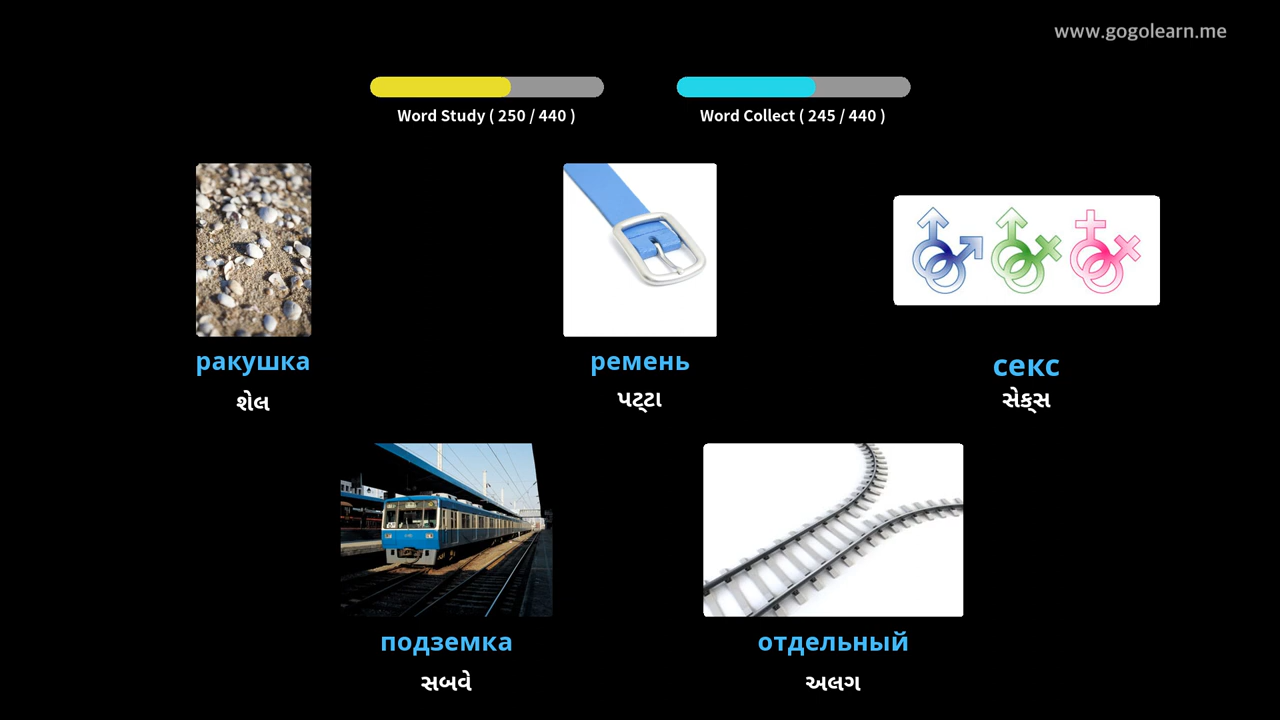 www.gogolearn.me
Word Study ( 250 / 440 )
Word Collect ( 245 / 440 )
ракушка
ремень
секс
શેલ
પટ્ટા
સેક્સ
подземка
отдельный
સબવે
અલગ